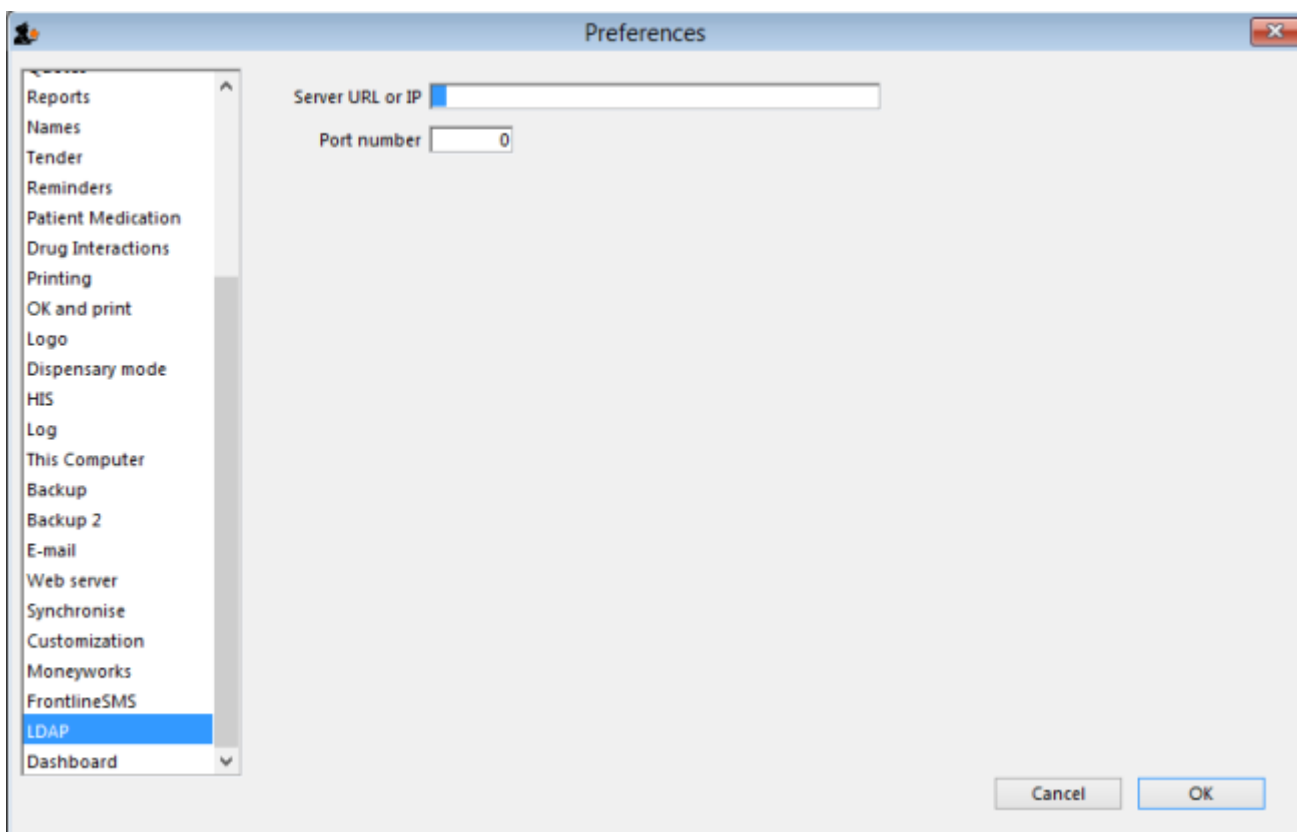 Preferences
Reports
Names
Tender
Reminders
Patient Medication
Drug Interactions
Printing
OK and print
Logo
Dispensary mode
HIS
Log
This Computer
Backup
Backup 2
E-mail
Web server
Synchronise
Customization
Moneyworks
FrontlineSMS
LDAP
Dashboard
Server URL or IP
Port number 0
Cancel OK